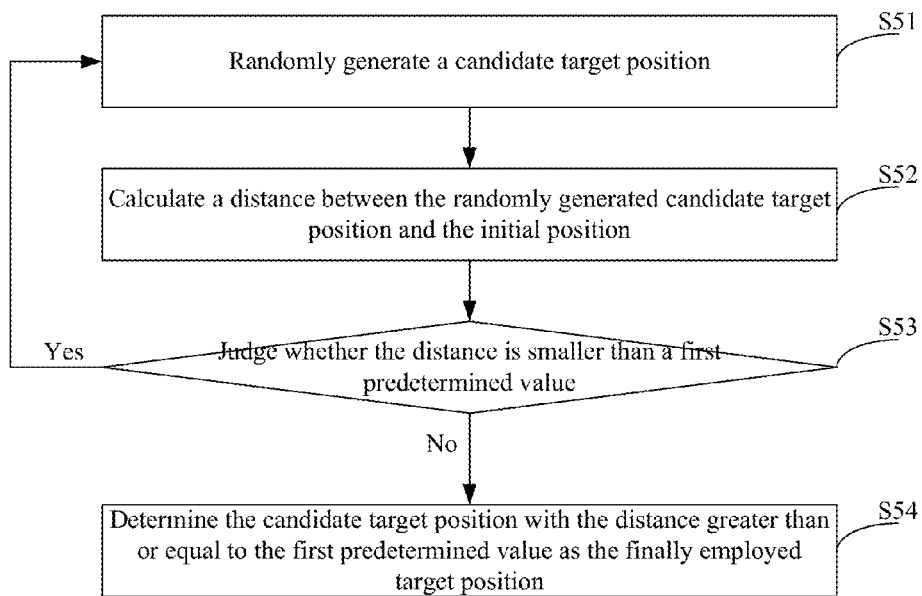 S51
Randomly generate a candidate target position
S52
Calculate a distance between the randomly generated candidate target
position and the initial position
S53
Yes
Judge whether the distance is smaller than a first
predetermined value
No
S54
Determine the candidate target position with the distance greater than
or equal to the first predetermined value as the finally employed
target position